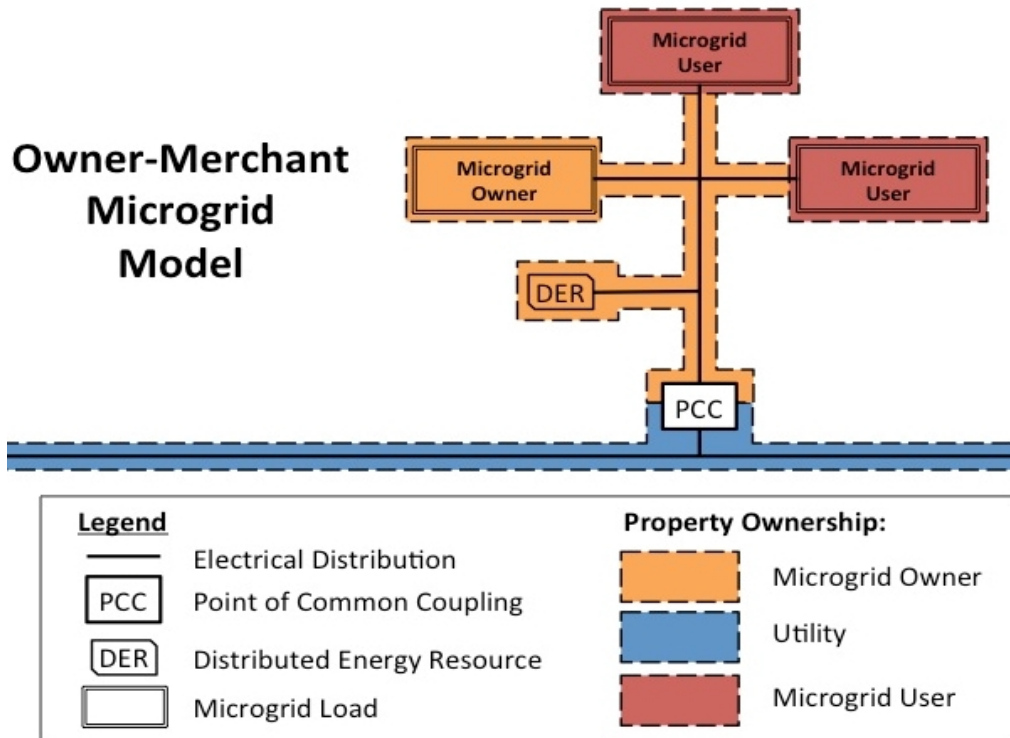 Microgrid
User
Owner-Merchant
Microgrid
Model
Microgrid
Owner
Microgrid
User
DER
PCC
Legend
Electrical Distribution
PCC
Point of Common Coupling
DER
Distributed Energy Resource
Microgrid Load
Property Ownership:
Microgrid Owner
Utility
Microgrid User